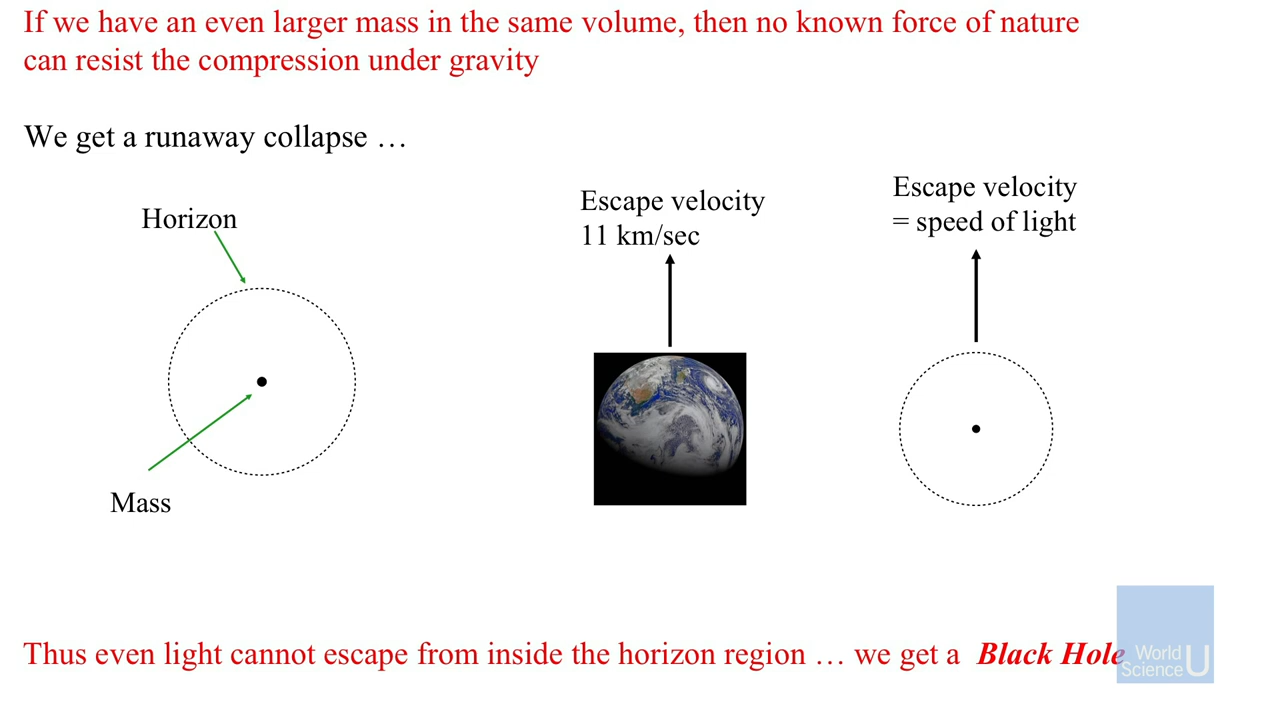 If we have an even larger mass in the same volume, then no known force of nature
can resist the compression under gravity
We get a runaway collapse …
Horizon
Mass
Escape velocity
11 km/sec
Escape velocity
= speed of light
Thus even light cannot escape from inside the horizon region … we get a Black Hole
World
Science U